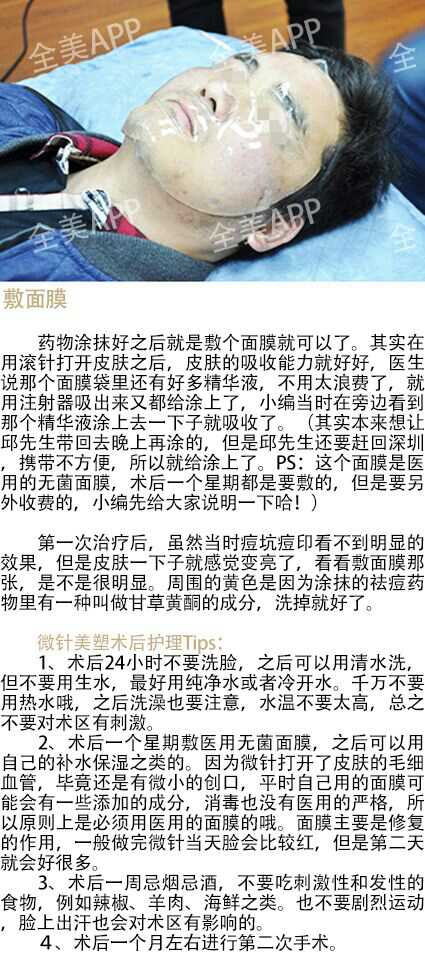 全美APP
全美APP
全
全美APP
全美APP
全
敷面膜
药物涂抹好之后就是敷个面膜就可以了。其实在
用滚针打开皮肤之后，皮肤的吸收能力就好好，医生
说那个面膜袋里还有好多精华液，不用太浪费了，就
用注射器吸出来又都给涂上了，小编当时在旁边看到
那个精华液涂上去一下子就吸收了。（其实本来想让
邱先生带回去晚上再涂的，但是邱先生还要赶回深圳
，携带不方便，所以就给涂上了。PS：这个面膜是医
用的无菌面膜，术后一个星期都是要敷的，但是要另
外收费的，小编先给大家说明一下哈！）
第一次治疗后，虽然当时痘坑痘印看不到明显的
效果，但是皮肤一下子就感觉变亮了，看看敷面膜那
张，是不是很明显。周围的黄色是因为涂抹的祛痘药
物里有一种叫做甘草黄酮的成分，洗掉就好了。
微针美塑术后护理Tips：
1、术后24小时不要洗脸，之后可以用清水洗，
但不要用生水，最好用纯净水或者冷开水。千万不要
用热水哦，之后洗澡也要注意，水温不要太高，总之
不要对术区有刺激。
2、术后一个星期敷医用无菌面膜，之后可以用
自己的补水保湿之类的。因为微针打开了皮肤的毛细
血管，毕竟还是有微小的创口，平时自己用的面膜可
能会有一些添加的成分，消毒也没有医用的严格，所
以原则上是必须用医用的面膜的哦。面膜主要是修复
的作用，一般做完微针当天脸会比较红，但是第二天
就会好很多。
3、术后一周忌烟忌酒，不要吃刺激性和发性的
食物，例如辣椒、羊肉、海鲜之类。也不要剧烈运动
，脸上出汗也会对术区有影响的。
4、术后一个月左右进行第二次手术。